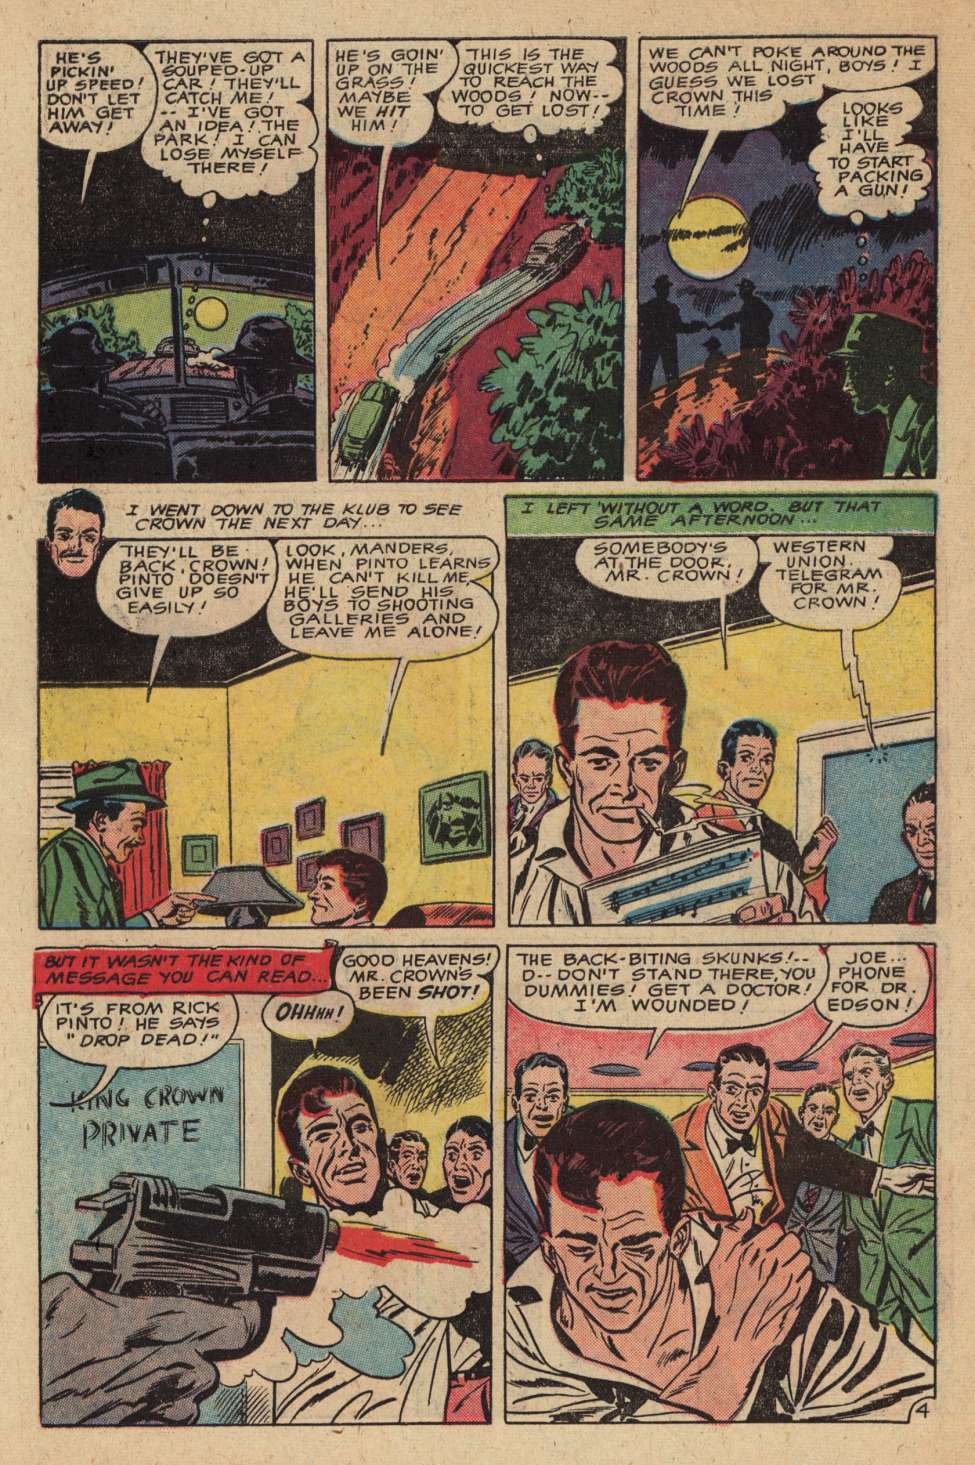 HE'S
PICKIN'
UP SPEED!
DON'T LET
HIM GET
AWAY!
THEY'VE GOT A
SOUPED-UP
CAR! THEY'LL
CATCH ME!
-- I'VE GOT
AN IDEA! THE
PARK! I CAN
LOSE MYSELF
THERE!
HE'S GOIN'
UP ON THE
GRASS!
MAYBE
WE HIT
HIM!
THIS IS THE
QUICKEST WAY
TO REACH THE
WOODS! NOW--
TO GET LOST!
WE CAN'T POKE AROUND THE
WOODS ALL NIGHT, BOYS! I
GUESS WE LOST
CROWN THIS
TIME!
LOOKS
LIKE
I'LL
HAVE
TO START
PACKING
A GUN!
I WENT DOWN TO THE KLUB TO SEE
CROWN THE NEXT DAY...
THEY'LL BE
BACK, CROWN!
PINTO DOESN'T
GIVE UP SO
EASILY!
LOOK, MANDERS,
WHEN PINTO LEARNS
HE CAN'T KILL ME,
HE'LL SEND HIS
BOYS TO SHOOTING
GALLERIES AND
LEAVE ME ALONE!
I LEFT WITHOUT A WORD. BUT THAT
SAME AFTERNOON...
SOMEBODY'S
AT THE DOOR,
MR. CROWN!
WESTERN
UNION.
TELEGRAM
FOR MR.
CROWN!
BUT IT WASN'T THE KIND OF
MESSAGE YOU CAN READ...
IT'S FROM RICK
PINTO! HE SAYS
"DROP DEAD!"
OHHHH!
GOOD HEAVENS!
MR. CROWN'S
BEEN SHOT!
KING CROWN
PRIVATE
THE BACK-BITING SKUNKS!--
D--DON'T STAND THERE, YOU
DUMMIES! GET A DOCTOR!
I'M WOUNDED!
JOE...
PHONE
FOR DR.
EDSON!
4